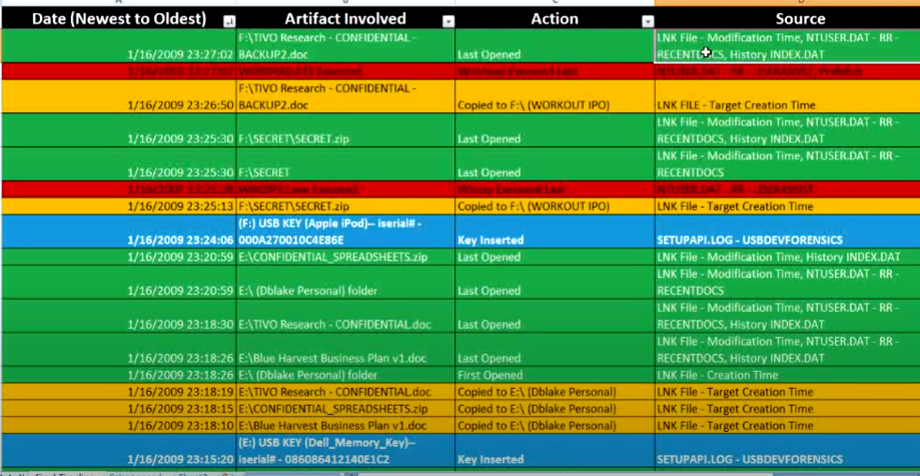 Date (Newest to Oldest) Artifact Involved Action Source
F:\TIVO Research - CONFIDENTIAL - LNK File - Modification Time, NTUSER.DAT - RR -
1/16/2009 23:27:02 BACKUP2.doc Last Opened RECENTDOCS, History INDEX.DAT
F:\TIVO Research - CONFIDENTIAL -
1/16/2009 23:26:50 BACKUP2.doc Copied to F:\ (WORKOUT IPO) LNK FILE - Target Creation Time
LNK File - Modification Time, NTUSER.DAT - RR -
1/16/2009 23:25:30 F:\SECRET\SECRET.zip Last Opened RECENTDOCS, History INDEX.DAT
LNK File - Modification Time, NTUSER.DAT - RR -
1/16/2009 23:25:30 F:\SECRET Last Opened RECENTDOCS
1/16/2009 23:25:13 F:\SECRET\SECRET.zip Copied to F:\ (WORKOUT IPO) LNK File - Target Creation Time
(F:) USB KEY (Apple iPod)-- iserial# -
1/16/2009 23:24:06 000A270010C4E86E Key Inserted SETUPAPI.LOG - USBDEVFORENSICS
1/16/2009 23:20:59 E:\CONFIDENTIAL_SPREADSHEETS.zip Last Opened LNK File - Modification Time, History INDEX.DAT
LNK File - Modification Time, NTUSER.DAT - RR -
1/16/2009 23:20:59 E:\ (Dblake Personal) folder Last Opened RECENTDOCS
LNK File - Modification Time, NTUSER.DAT - RR -
1/16/2009 23:18:30 E:\TIVO Research - CONFIDENTIAL.doc Last Opened RECENTDOCS, History INDEX.DAT
LNK File - Modification Time, NTUSER.DAT - RR -
1/16/2009 23:18:26 E:\Blue Harvest Business Plan v1.doc Last Opened RECENTDOCS, History INDEX.DAT
1/16/2009 23:18:26 E:\ (Dblake Personal) folder First Opened LNK File - Creation Time
1/16/2009 23:18:19 E:\TIVO Research - CONFIDENTIAL.doc Copied to E:\ (Dblake Personal) LNK File - Target Creation Time
1/16/2009 23:18:15 E:\CONFIDENTIAL_SPREADSHEETS.zip Copied to E:\ (Dblake Personal) LNK File - Target Creation Time
1/16/2009 23:18:10 E:\Blue Harvest Business Plan v1.doc Copied to E:\ (Dblake Personal) LNK File - Target Creation Time
(E:) USB KEY (Dell_Memory_Key)--
1/16/2009 23:15:20 iserial# - 086086412140E1C2 Key Inserted SETUPAPI.LOG - USBDEVFORENSICS